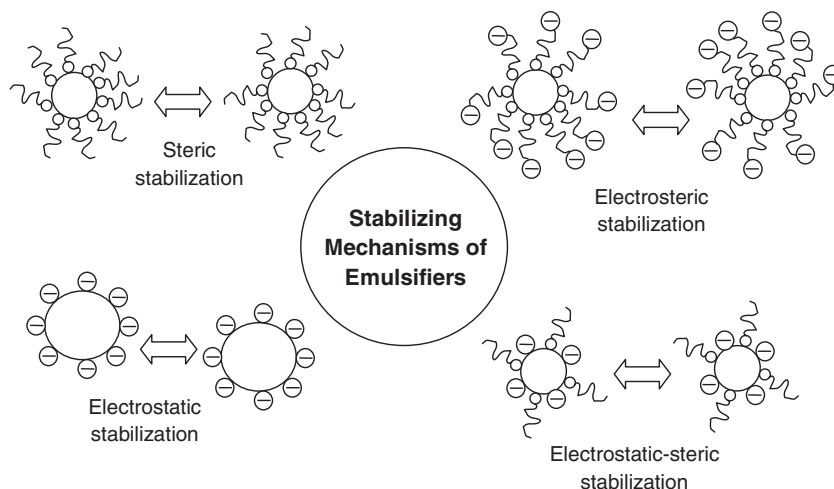 Steric
stabilization
Electrosteric
stabilization
Stabilizing
Mechanisms of
Emulsifiers
Electrostatic
stabilization
Electrostatic-steric
stabilization